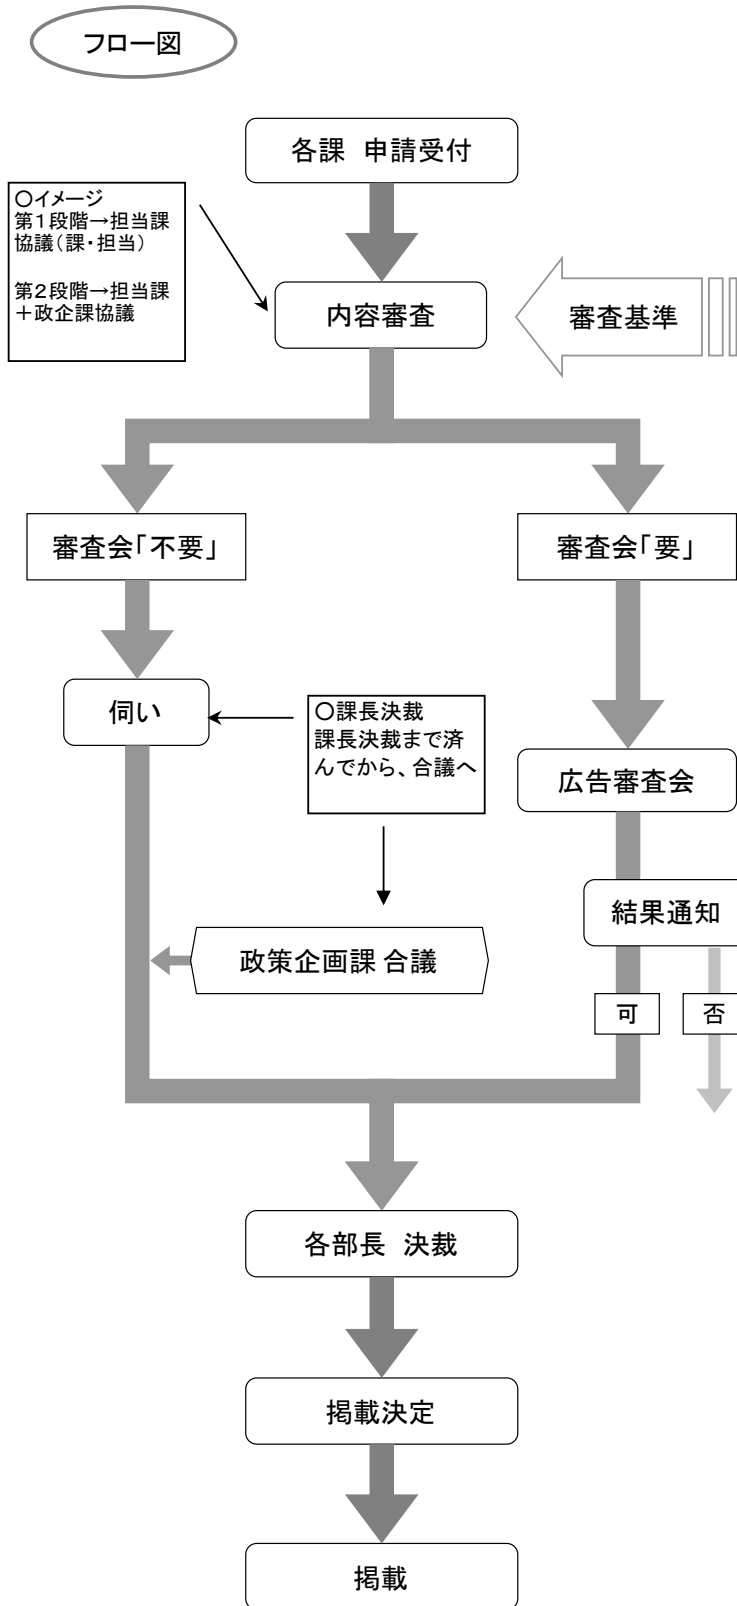 フロー図
各課 申請受付
○イメージ
第1段階→担当課
協議(課・担当)
第2段階→担当課
+政企課協議
内容審査
審査基準
審査会「不要」
審査会「要」
伺い
○課長決裁
課長決裁まで済
んでから、合議へ
広告審査会
結果通知
政策企画課 合議
可
否
各部長 決裁
掲載決定
掲載